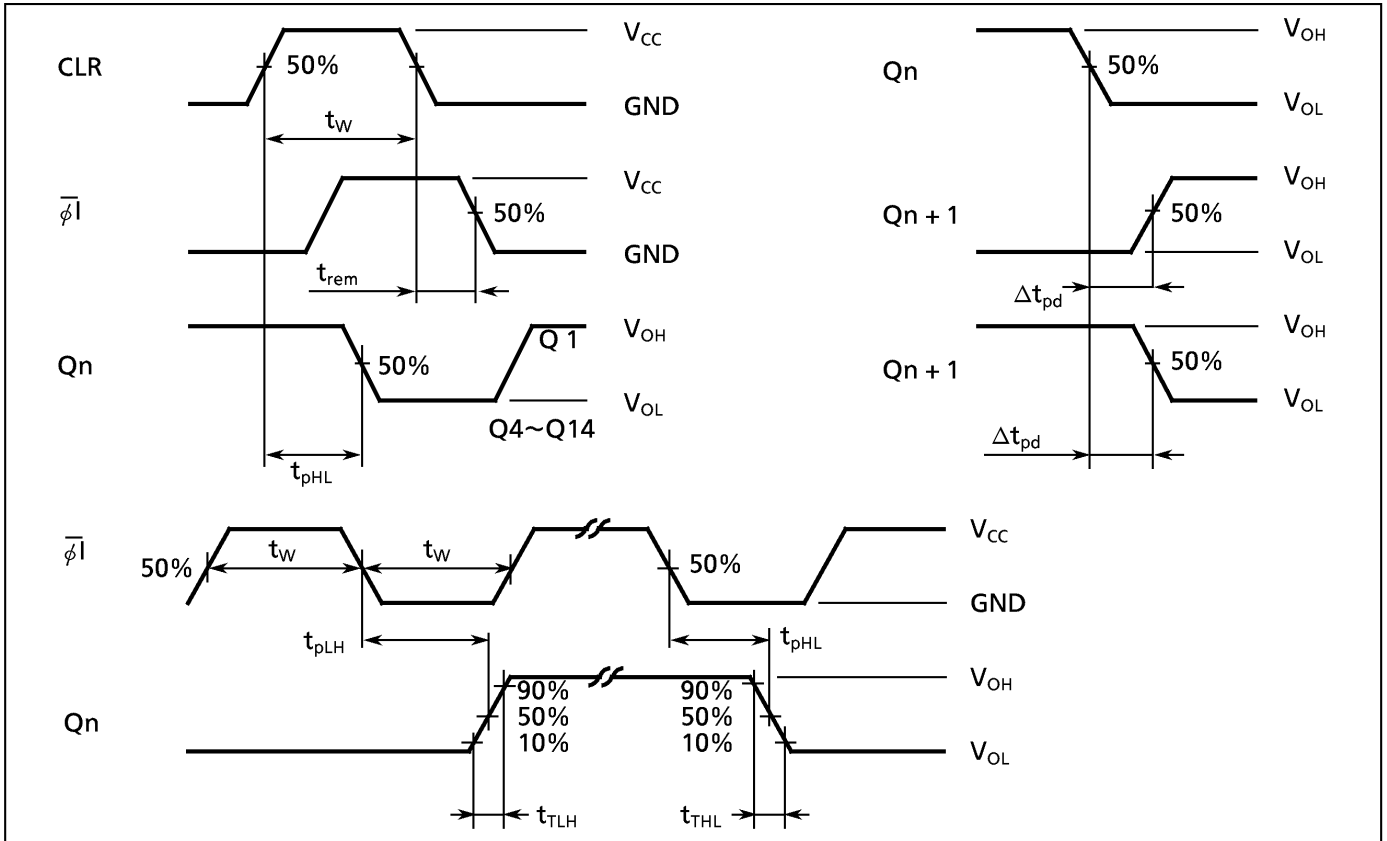 CLR
50%
V_CC
GND
t_W
φ̅I
V_CC
50%
GND
t_rem
Qn
50%
Q 1
V_OH
V_OL
Q4~Q14
t_pHL
Qn
50%
V_OH
V_OL
Qn + 1
50%
V_OH
V_OL
Δt_pd
Qn + 1
50%
V_OH
V_OL
Δt_pd
φ̅I
50%
t_W
t_W
50%
V_CC
GND
t_pLH
t_pHL
Qn
90%
50%
10%
90%
50%
10%
V_OH
V_OL
t_TLH
t_THL